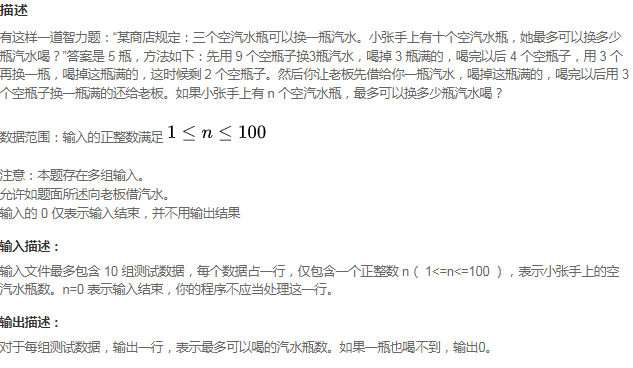 描述
有这样一道智力题：“某商店规定：三个空汽水瓶可以换一瓶汽水。小张手上有十个空汽水瓶，她最多可以换多少
瓶汽水喝？”答案是 5 瓶，方法如下：先用 9 个空瓶子换3瓶汽水，喝掉 3 瓶满的，喝完以后 4 个空瓶子，用 3 个
再换一瓶，喝掉这瓶满的，这时候剩 2 个空瓶子。然后你让老板先借给你一瓶汽水，喝掉这瓶满的，喝完以后用 3
个空瓶子换一瓶满的还给老板。如果小张手上有 n 个空汽水瓶，最多可以换多少瓶汽水喝？
数据范围：输入的正整数满足 1 ≤ n ≤ 100
注意：本题存在多组输入。
允许如题面所述向老板借汽水。
输入的 0 仅表示输入结束，并不用输出结果
输入描述：
输入文件最多包含 10 组测试数据，每个数据占一行，仅包含一个正整数 n（ 1<=n<=100 ），表示小张手上的空
汽水瓶数。n=0 表示输入结束，你的程序不应当处理这一行。
输出描述：
对于每组测试数据，输出一行，表示最多可以喝的汽水瓶数。如果一瓶也喝不到，输出0。